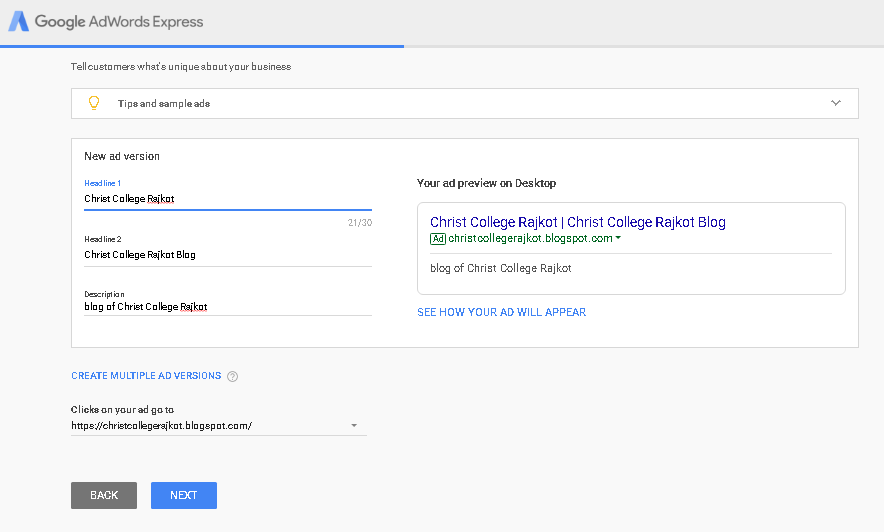 Google AdWords Express
Tell customers what's unique about your business
Tips and sample ads
New ad version
Headline 1
Christ College Rajkot
21/30
Headline 2
Christ College Rajkot Blog
Description
blog of Christ College Rajkot
Your ad preview on Desktop
Christ College Rajkot | Christ College Rajkot Blog
Ad christcollegerajkot.blogspot.com
blog of Christ College Rajkot
SEE HOW YOUR AD WILL APPEAR
CREATE MULTIPLE AD VERSIONS ?
Clicks on your ad go to
https://christcollegerajkot.blogspot.com/
BACK NEXT